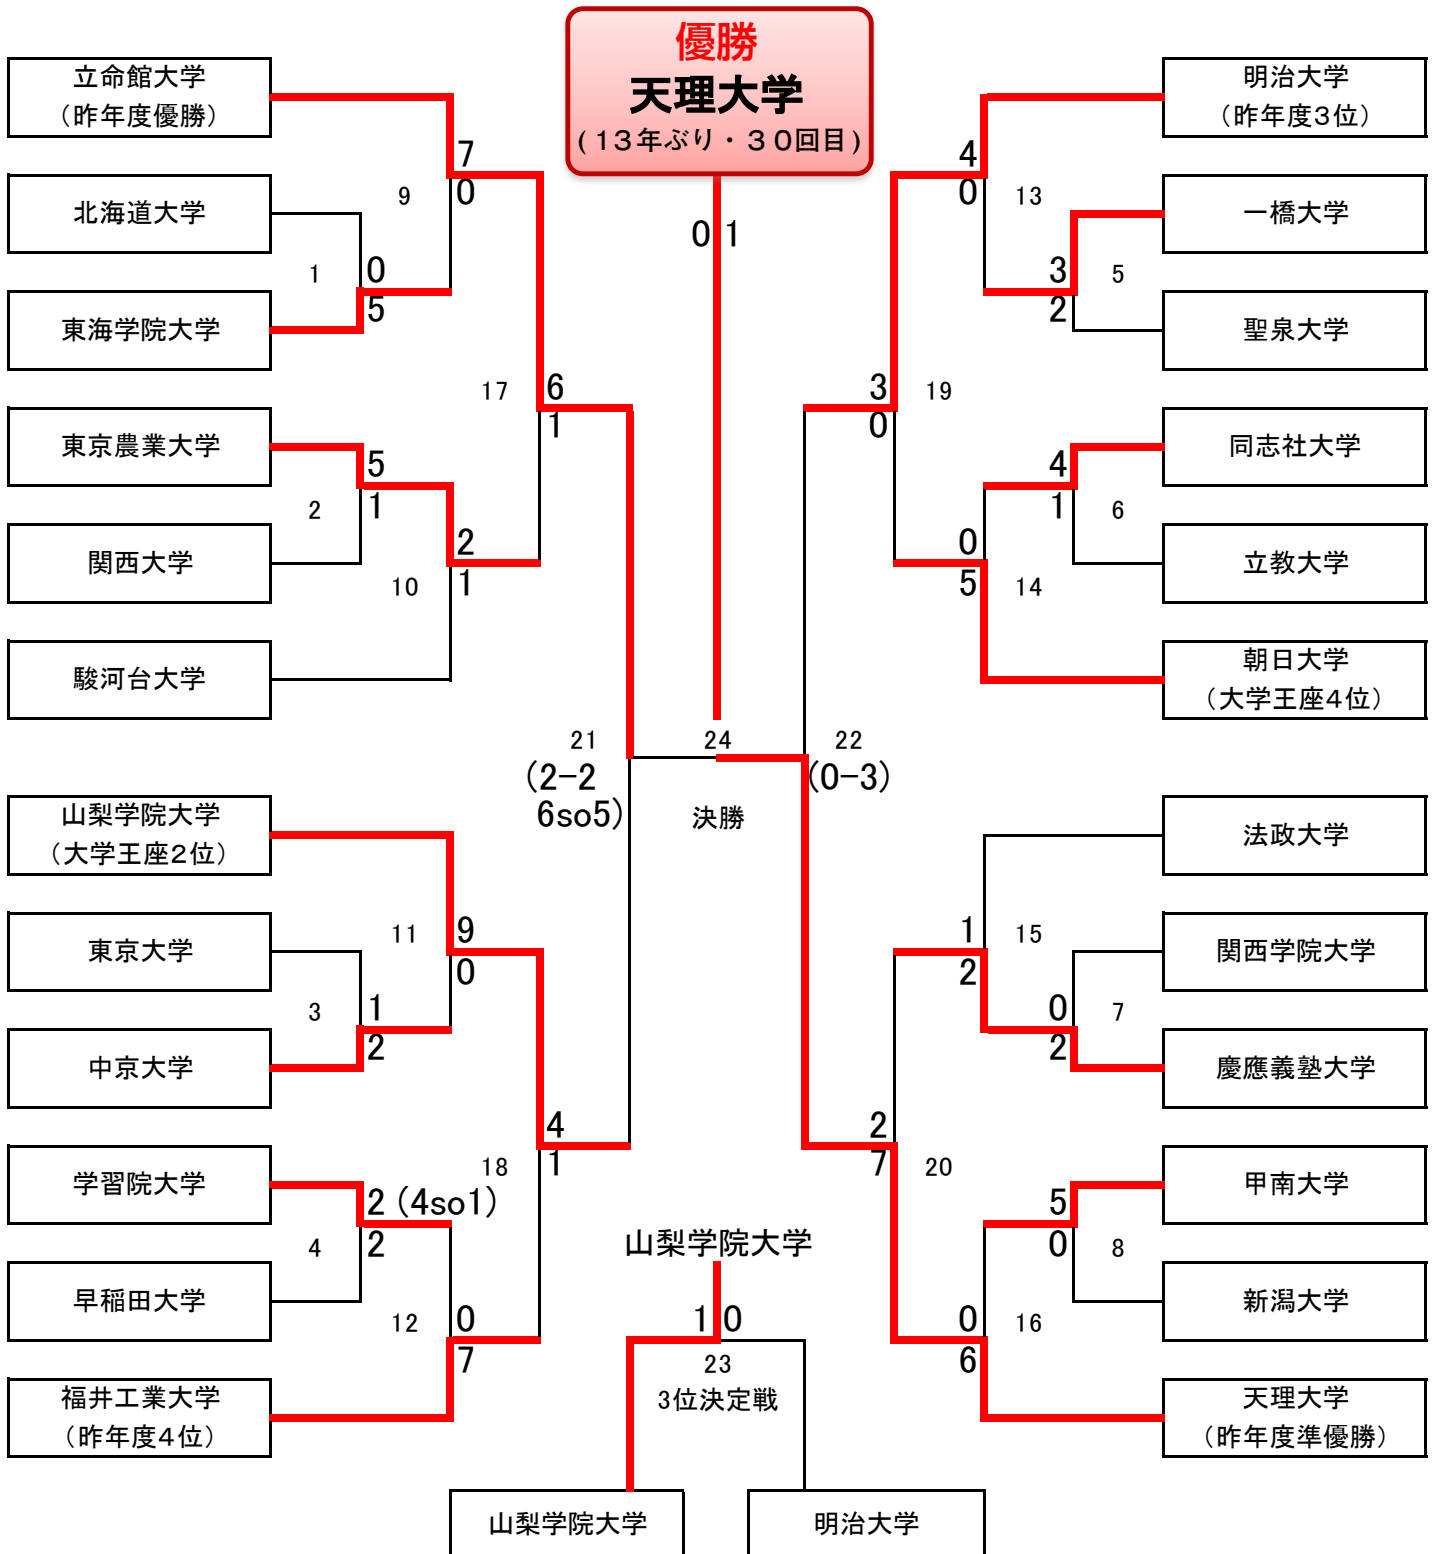 優勝
天理大学
(13年ぶり・30回目)
0 1
立命館大学
（昨年度優勝）
北海道大学
東海学院大学
東京農業大学
関西大学
駿河台大学
山梨学院大学
（大学王座2位）
東京大学
中京大学
学習院大学
早稲田大学
福井工業大学
（昨年度4位）
7
9
0
1
0
5
17
6
1
5
2
1
2
10
1
21
(2-2
6so5)
24
決勝
22
(0-3)
11
9
0
3
1
2
4
18
1
2 (4so1)
4
2
12
0
7
明治大学
（昨年度3位）
一橋大学
聖泉大学
同志社大学
立教大学
朝日大学
（大学王座4位）
法政大学
関西学院大学
慶應義塾大学
甲南大学
新潟大学
天理大学
（昨年度準優勝）
4
0
13
3
5
2
3
19
0
4
1
6
0
5
14
1
15
2
0
7
2
2
7
20
5
0
8
0
16
6
山梨学院大学
1 0
23
3位決定戦
山梨学院大学
明治大学